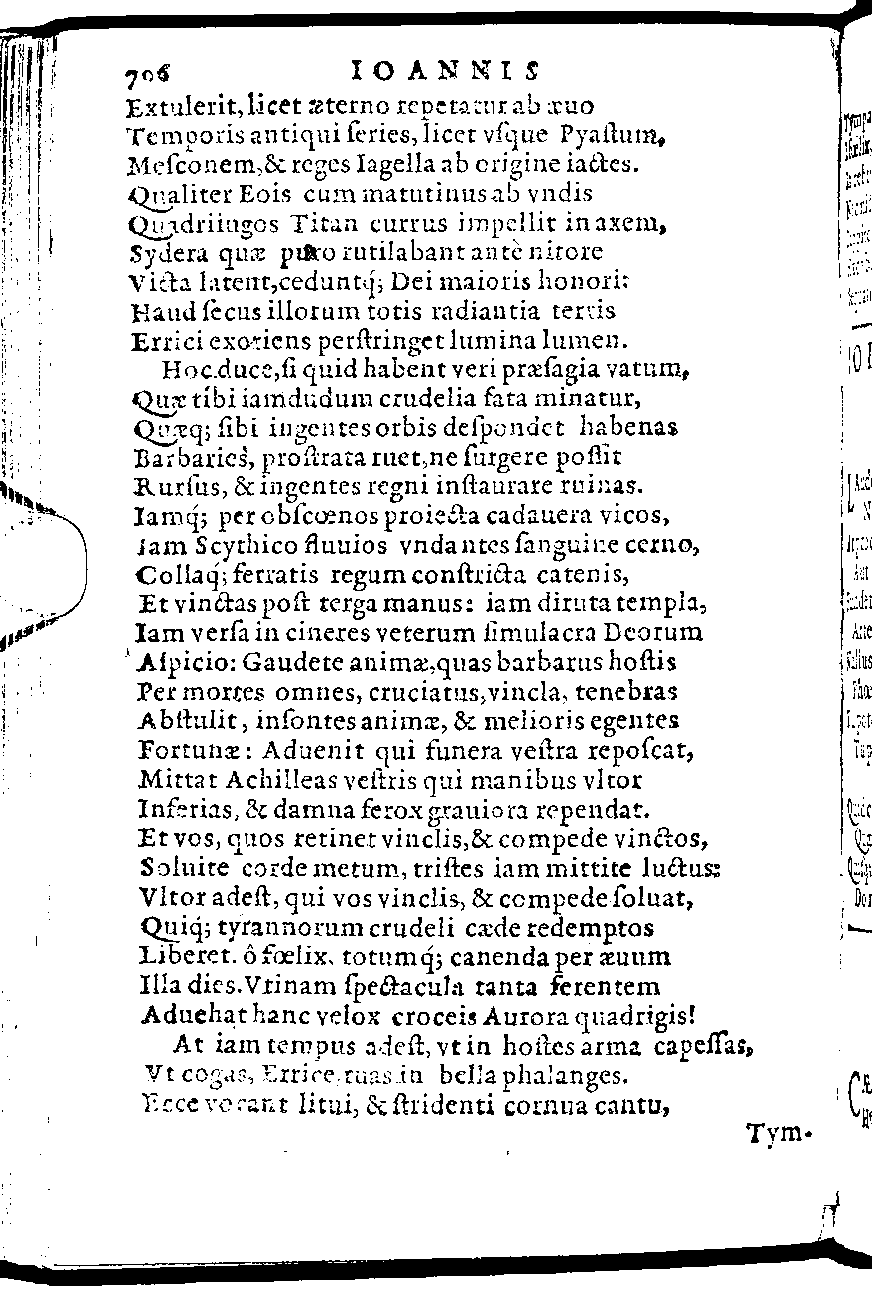 706 IOANNIS
Extulerit, licet æterno repetatur ab æuo
Temporis antiqui ſeries, licet vſque Pyaſtum,
Meſconem, & reges Iagella ab origine iactes.
Qualiter Eois cum matutinus ab vndis
Quadriiugos Titan currus impellit in axem,
Sydera quæ puro rutilabant antè nitore
Victa latent, ceduntq́; Dei maioris honori:
Haud ſecus illorum totis radiantia terris
Errici exoriens perſtringet lumina lumen.
Hoc duce, ſi quid habent veri præſagia vatum,
Quæ tibi iamdudum crudelia fata minatur,
Quæq; ſibi ingentes orbis deſpondet habenas
Barbaries, proſtrata ruet, ne ſurgere poſſit
Rurſus, & ingentes regni inſtaurare ruinas.
Iamq́; per obſcœnos proiecta cadauera vicos,
Iam Scythico fluuios vndantes ſanguine cerno,
Collaq́; ferratis regum conſtricta catenis,
Et vinctas poſt terga manus: iam diruta templa,
Iam verſa in cineres veterum ſimulacra Deorum
Aſpicio: Gaudete animæ, quas barbarus hoſtis
Per mortes omnes, cruciatus, vincla, tenebras
Abſtulit, inſontes animæ, & melioris egentes
Fortunæ: Aduenit qui funera veſtra repoſcat,
Mittat Achilleas veſtris qui manibus vltor
Inferias, & damna ferox grauiora rependat.
Et vos, quos retinet vinclis, & compede vinctos,
Soluite corde metum, triſtes iam mittite luctus:
Vltor adeſt, qui vos vinclis, & compede ſoluat,
Quiq́; tyrannorum crudeli cæde redemptos
Liberet. ô fœlix, totumq́; canenda per æuum
Illa dies. Vtinam ſpectacula tanta ferentem
Aduehat hanc velox croceis Aurora quadrigis!
At iam tempus adeſt, vt in hoſtes arma capeſſas,
Vt cogas, Errice, tuas in bella phalanges.
Ecce vocant litui, & ſtridenti cornua cantu,
Tym-